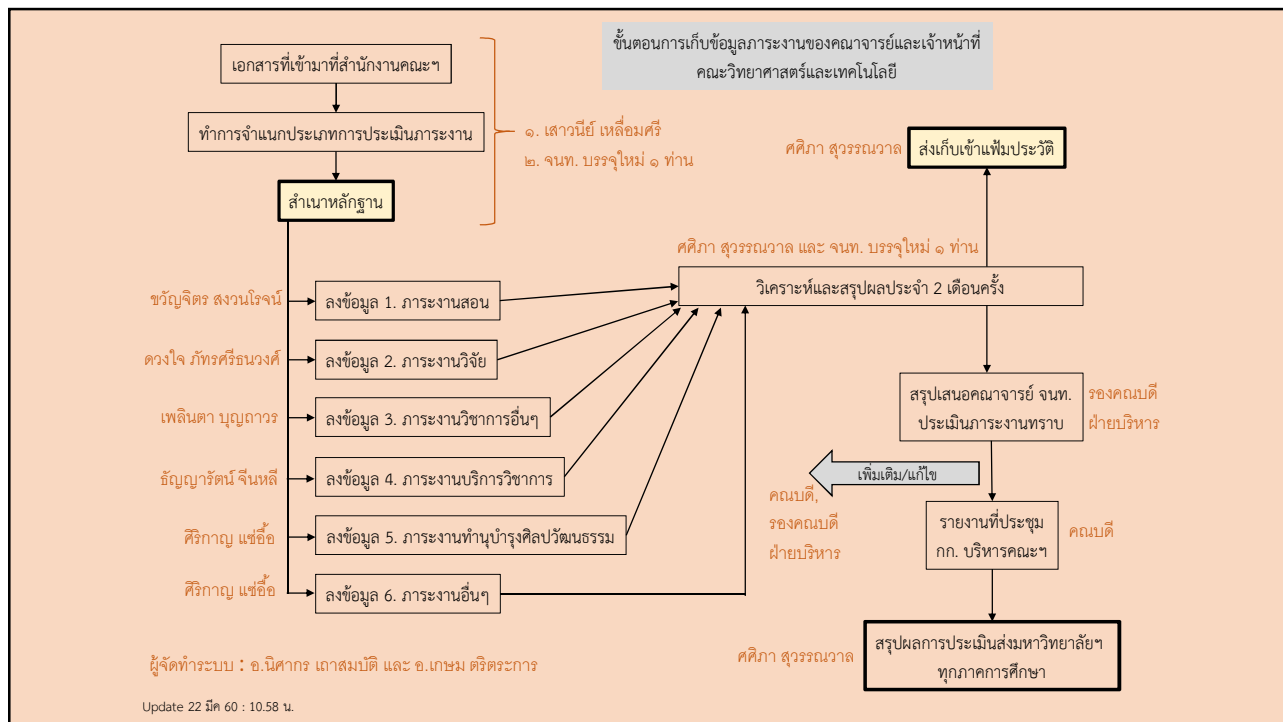 ขั้นตอนการเก็บข้อมูลภาระงานของคณาจารย์และเจ้าหน้าที่
คณะวิทยาศาสตร์และเทคโนโลยี
เอกสารที่เข้ามาที่สำนักงานคณะฯ
ทำการจำแนกประเภทการประเมินภาระงาน
๑. เสาวนีย์ เหลื่อมศรี
๒. จนท. บรรจุใหม่ ๑ ท่าน
สำเนาหลักฐาน
ศศิภา สุวรรณวาล
ส่งเก็บเข้าแฟ้มประวัติ
ศศิภา สุวรรณวาล และ จนท. บรรจุใหม่ ๑ ท่าน
วิเคราะห์และสรุปผลประจำ 2 เดือนครั้ง
ขวัญจิตร สงวนโรจน์
ลงข้อมูล 1. ภาระงานสอน
ดวงใจ ภัทรศรีธนวงศ์
ลงข้อมูล 2. ภาระงานวิจัย
เพลินตา บุญถาวร
ลงข้อมูล 3. ภาระงานวิชาการอื่นๆ
ธัญญารัตน์ จีนหลี
ลงข้อมูล 4. ภาระงานบริการวิชาการ
ศิริกาญ แซ่อื้อ
ลงข้อมูล 5. ภาระงานทำนุบำรุงศิลปวัฒนธรรม
ศิริกาญ แซ่อื้อ
ลงข้อมูล 6. ภาระงานอื่นๆ
สรุปเสนอคณาจารย์ จนท.
ประเมินภาระงานทราบ
รองคณบดี
ฝ่ายบริหาร
เพิ่มเติม/แก้ไข
คณบดี,
รองคณบดี
ฝ่ายบริหาร
รายงานที่ประชุม
กก. บริหารคณะฯ
คณบดี
ศศิภา สุวรรณวาล
สรุปผลการประเมินส่งมหาวิทยาลัยฯ
ทุกภาคการศึกษา
ผู้จัดทำระบบ : อ.นิศากร เถาสมบัติ และ อ.เกษม ตริตระการ
Update 22 มีค 60 : 10.58 น.